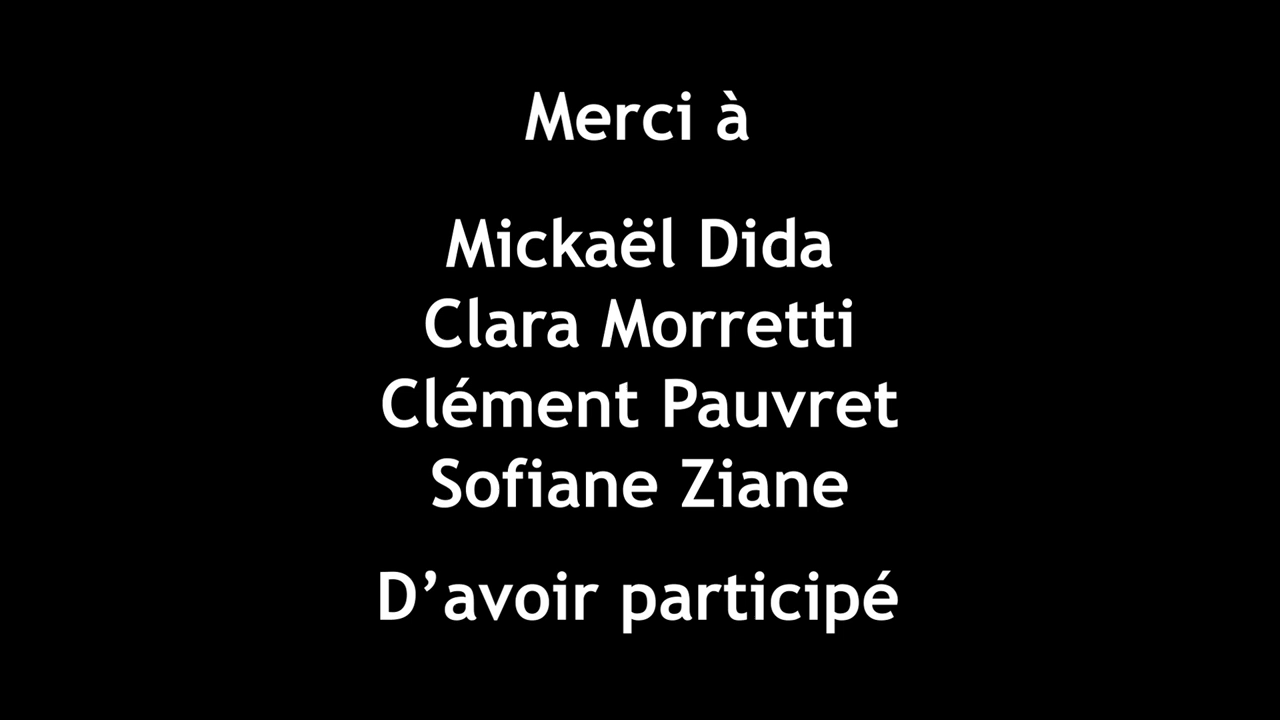 Merci à
Mickaël Dida
Clara Morretti
Clément Pauvret
Sofiane Ziane
D’avoir participé